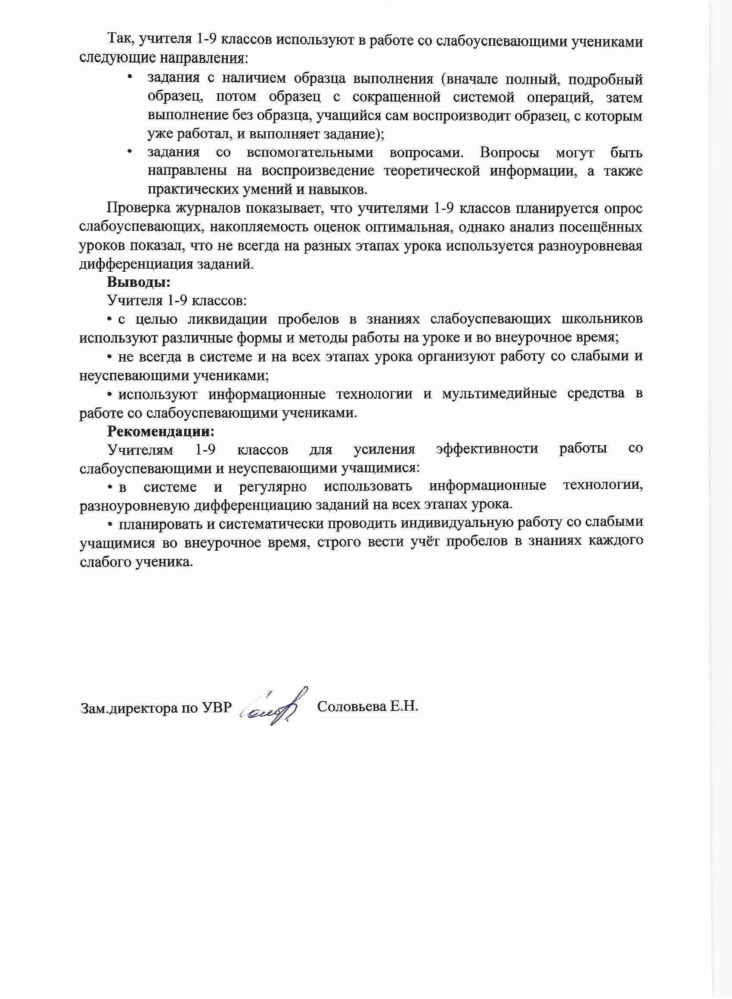 Так, учителя 1-9 классов используют в работе со слабоуспевающими учениками
следующие направления:
• задания с наличием образца выполнения (вначале полный, подробный
образец, потом образец с сокращенной системой операций, затем
выполнение без образца, учащийся сам воспроизводит образец, с которым
уже работал, и выполняет задание);
• задания со вспомогательными вопросами. Вопросы могут быть
направлены на воспроизведение теоретической информации, а также
практических умений и навыков.
Проверка журналов показывает, что учителями 1-9 классов планируется опрос
слабоуспевающих, накопляемость оценок оптимальная, однако анализ посещённых
уроков показал, что не всегда на разных этапах урока используется разноуровневая
дифференциация заданий.
Выводы:
Учителя 1-9 классов:
• с целью ликвидации пробелов в знаниях слабоуспевающих школьников
используют различные формы и методы работы на уроке и во внеурочное время;
• не всегда в системе и на всех этапах урока организуют работу со слабыми и
неуспевающими учениками;
• используют информационные технологии и мультимедийные средства в
работе со слабоуспевающими учениками.
Рекомендации:
Учителям 1-9 классов для усиления эффективности работы со
слабоуспевающими и неуспевающими учащимися:
• в системе и регулярно использовать информационные технологии,
разноуровневую дифференциацию заданий на всех этапах урока.
• планировать и систематически проводить индивидуальную работу со слабыми
учащимися во внеурочное время, строго вести учёт пробелов в знаниях каждого
слабого ученика.
Зам.директора по УВР Соловьева Е.Н.